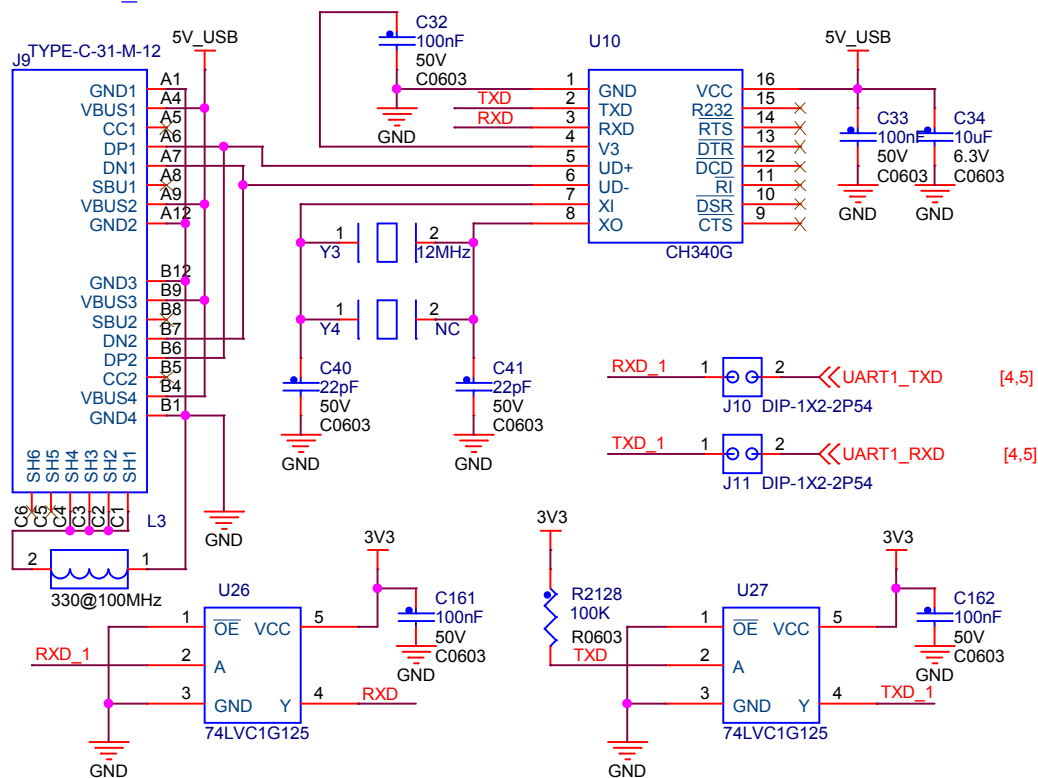 J9
TYPE-C-31-M-12
5V_USB
GND1
A1
VBUS1
A4
CC1
A5
DP1
A6
DN1
A7
SBU1
A8
VBUS2
A9
GND2
A12
GND3
B12
VBUS3
B9
SBU2
B8
DN2
B7
DP2
B6
CC2
B5
VBUS4
B4
GND4
B1
SH6
SH5
SH4
SH3
SH2
SH1
C6
C5
C4
C3
C2
C1
GND
L3
2
1
330@100MHz
C32
100nF
50V
C0603
GND
TXD
RXD
U10
1
GND
2
TXD
3
RXD
4
V3
5
UD+
6
UD-
7
XI
8
XO
16
VCC
15
R232
14
RTS
13
DTR
12
DCD
11
RI
10
DSR
9
CTS
CH340G
5V_USB
C33
100nF
50V
C0603
GND
C34
10uF
6.3V
C0603
GND
1
2
Y3
12MHz
1
2
Y4
NC
C40
22pF
50V
C0603
GND
C41
22pF
50V
C0603
GND
RXD_1
1
2
UART1_TXD
[4,5]
J10
DIP-1X2-2P54
TXD_1
1
2
UART1_RXD
[4,5]
J11
DIP-1X2-2P54
U26
1
OE
VCC
5
RXD_1
2
A
3
GND
Y
4
RXD
74LVC1G125
GND
3V3
C161
100nF
50V
C0603
GND
3V3
R2128
100K
R0603
TXD
U27
1
OE
VCC
5
2
A
3
GND
Y
4
TXD_1
74LVC1G125
GND
3V3
C162
100nF
50V
C0603
GND